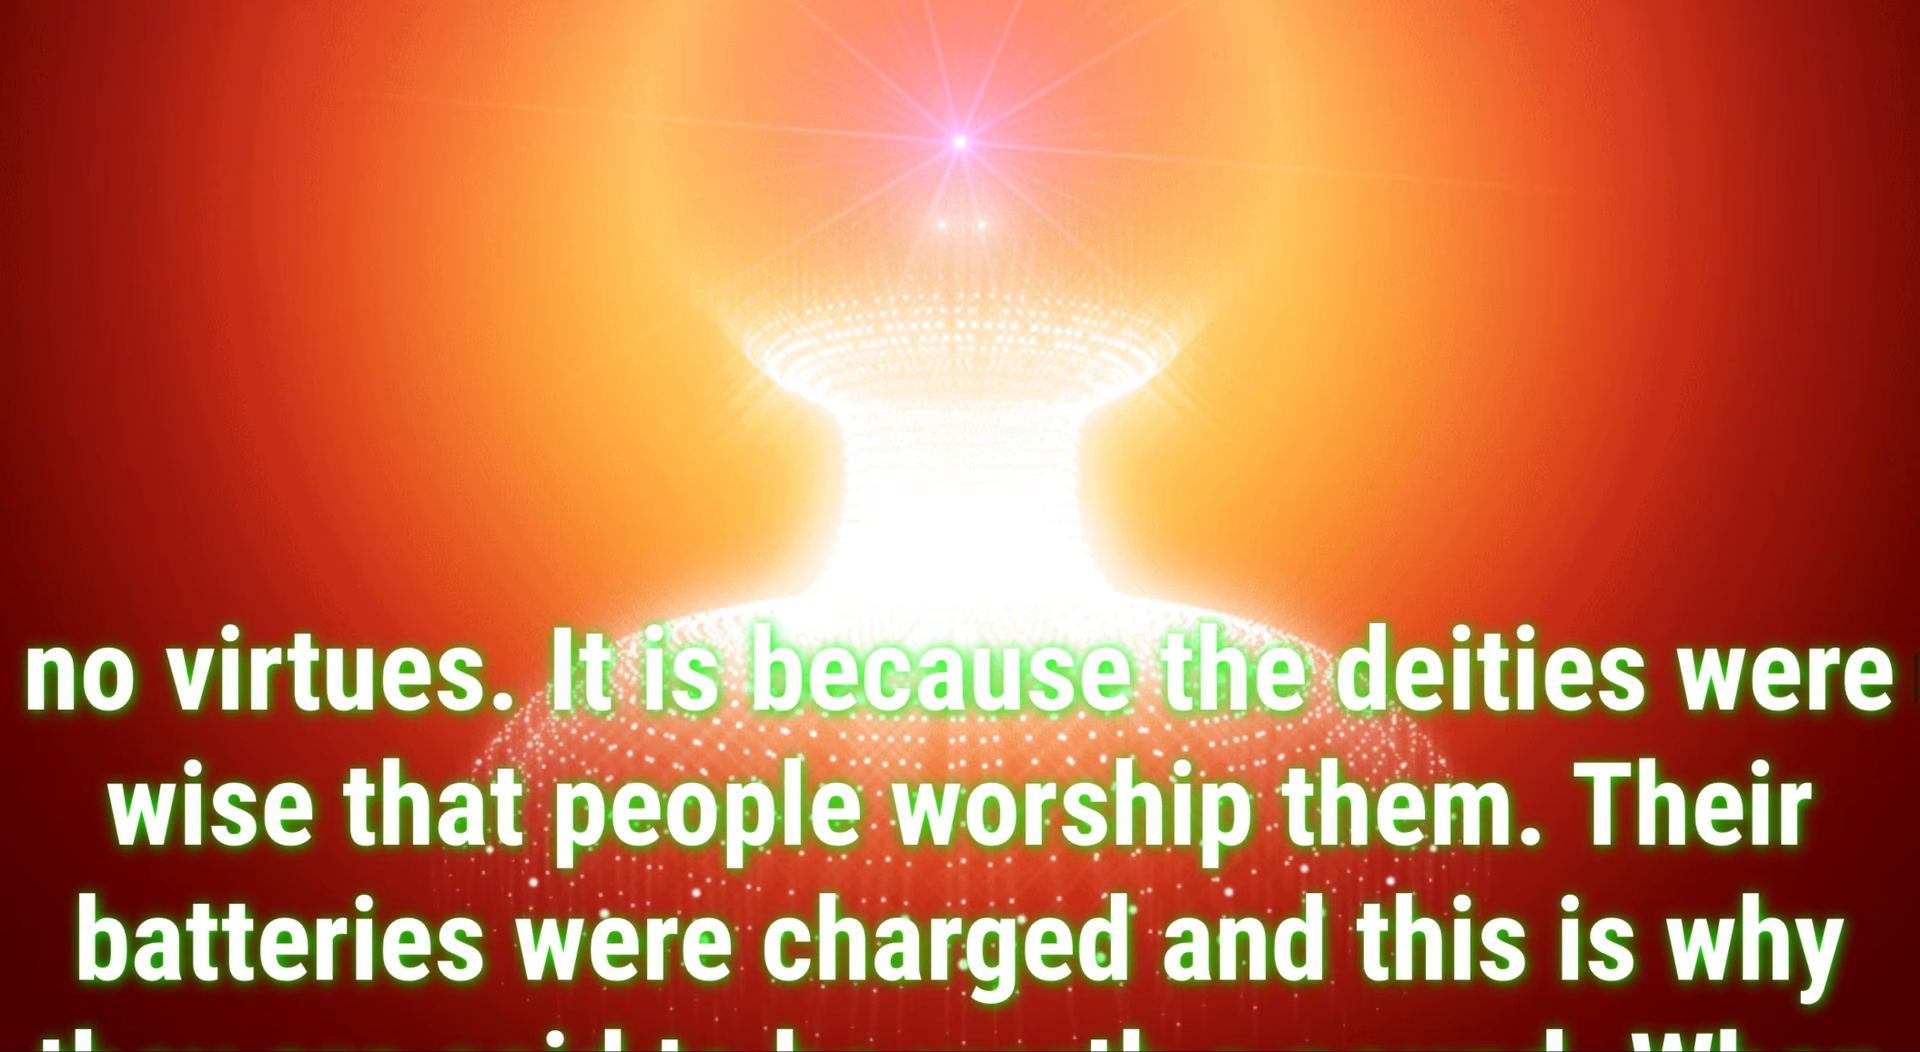 no virtues. It is because the deities were
wise that people worship them. Their
batteries were charged and this is why